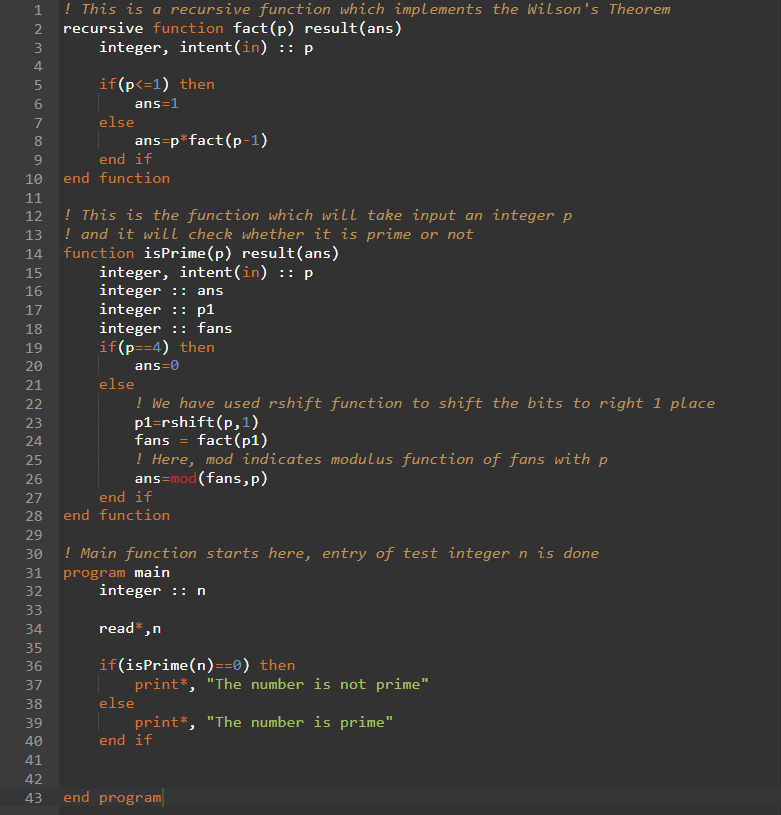 1 ! This is a recursive function which implements the Wilson's Theorem
2 recursive function fact(p) result(ans)
3     integer, intent(in) :: p
4
5     if(p<=1) then
6         ans=1
7     else
8         ans=p*fact(p-1)
9     end if
10 end function
11
12 ! This is the function which will take input an integer p
13 ! and it will check whether it is prime or not
14 function isPrime(p) result(ans)
15     integer, intent(in) :: p
16     integer :: ans
17     integer :: p1
18     integer :: fans
19     if(p==4) then
20         ans=0
21     else
22         ! We have used rshift function to shift the bits to right 1 place
23         p1=rshift(p,1)
24         fans = fact(p1)
25         ! Here, mod indicates modulus function of fans with p
26         ans=mod(fans,p)
27     end if
28 end function
29
30 ! Main function starts here, entry of test integer n is done
31 program main
32     integer :: n
33
34     read*,n
35
36     if(isPrime(n)==0) then
37         print*, "The number is not prime"
38     else
39         print*, "The number is prime"
40     end if
41
42
43 end program